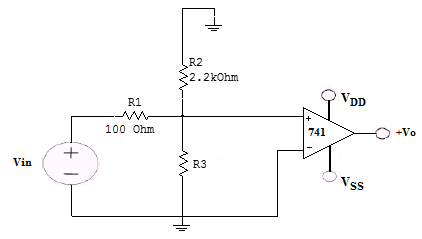 R2
2.2kOhm
R1
100 Ohm
VDD
+
741
-
+Vo
Vin
+
R3
VSS